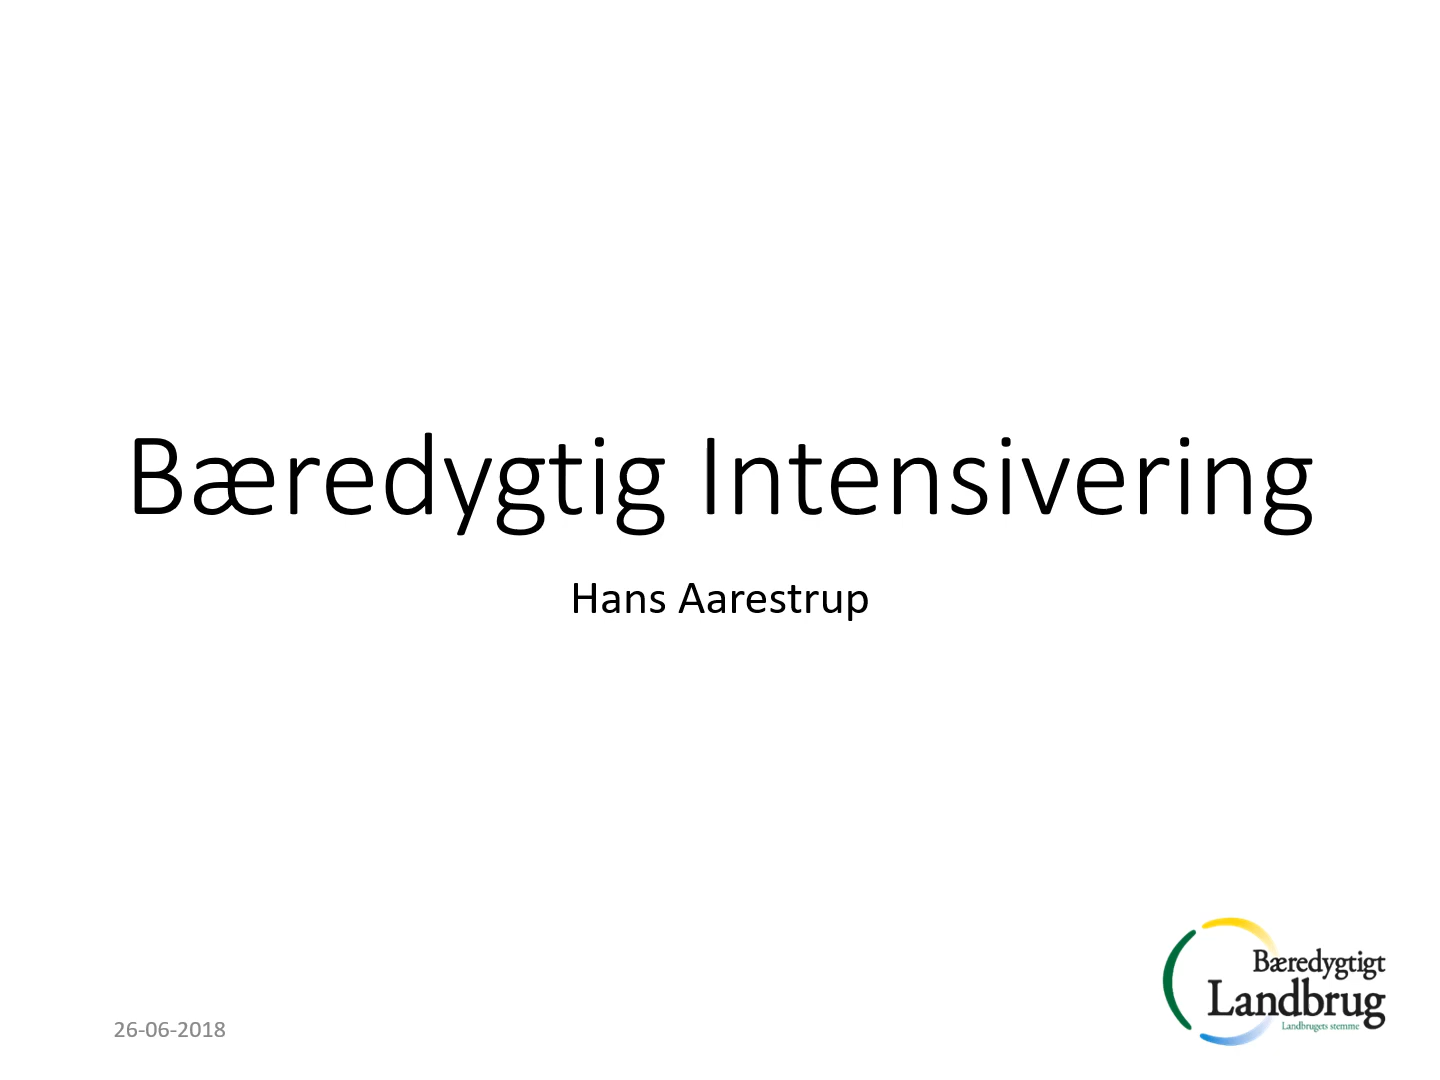 Bæredygtig Intensivering
Hans Aarestrup
26-06-2018
Bæredygtigt
Landbrug
Landbrugets stemme